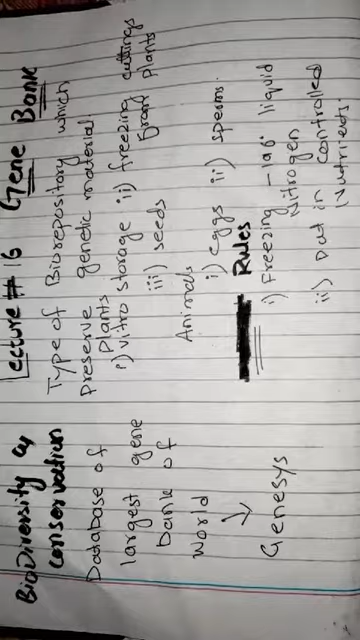 Biodiversity &
conservation
Database of
largest gene
bank of
world
↓
Genesys
Lecture # 16 Gene Bank
Type of Biorepository which
Preserve genetic material
Plants
i) vitro storage ii) freezing cuttings
from plants
iii) seeds
Animals
i) eggs ii) sperms.
Rules
i) Freezing -196° liquid
Nitrogen
ii) Put in Controlled
Nutrients.